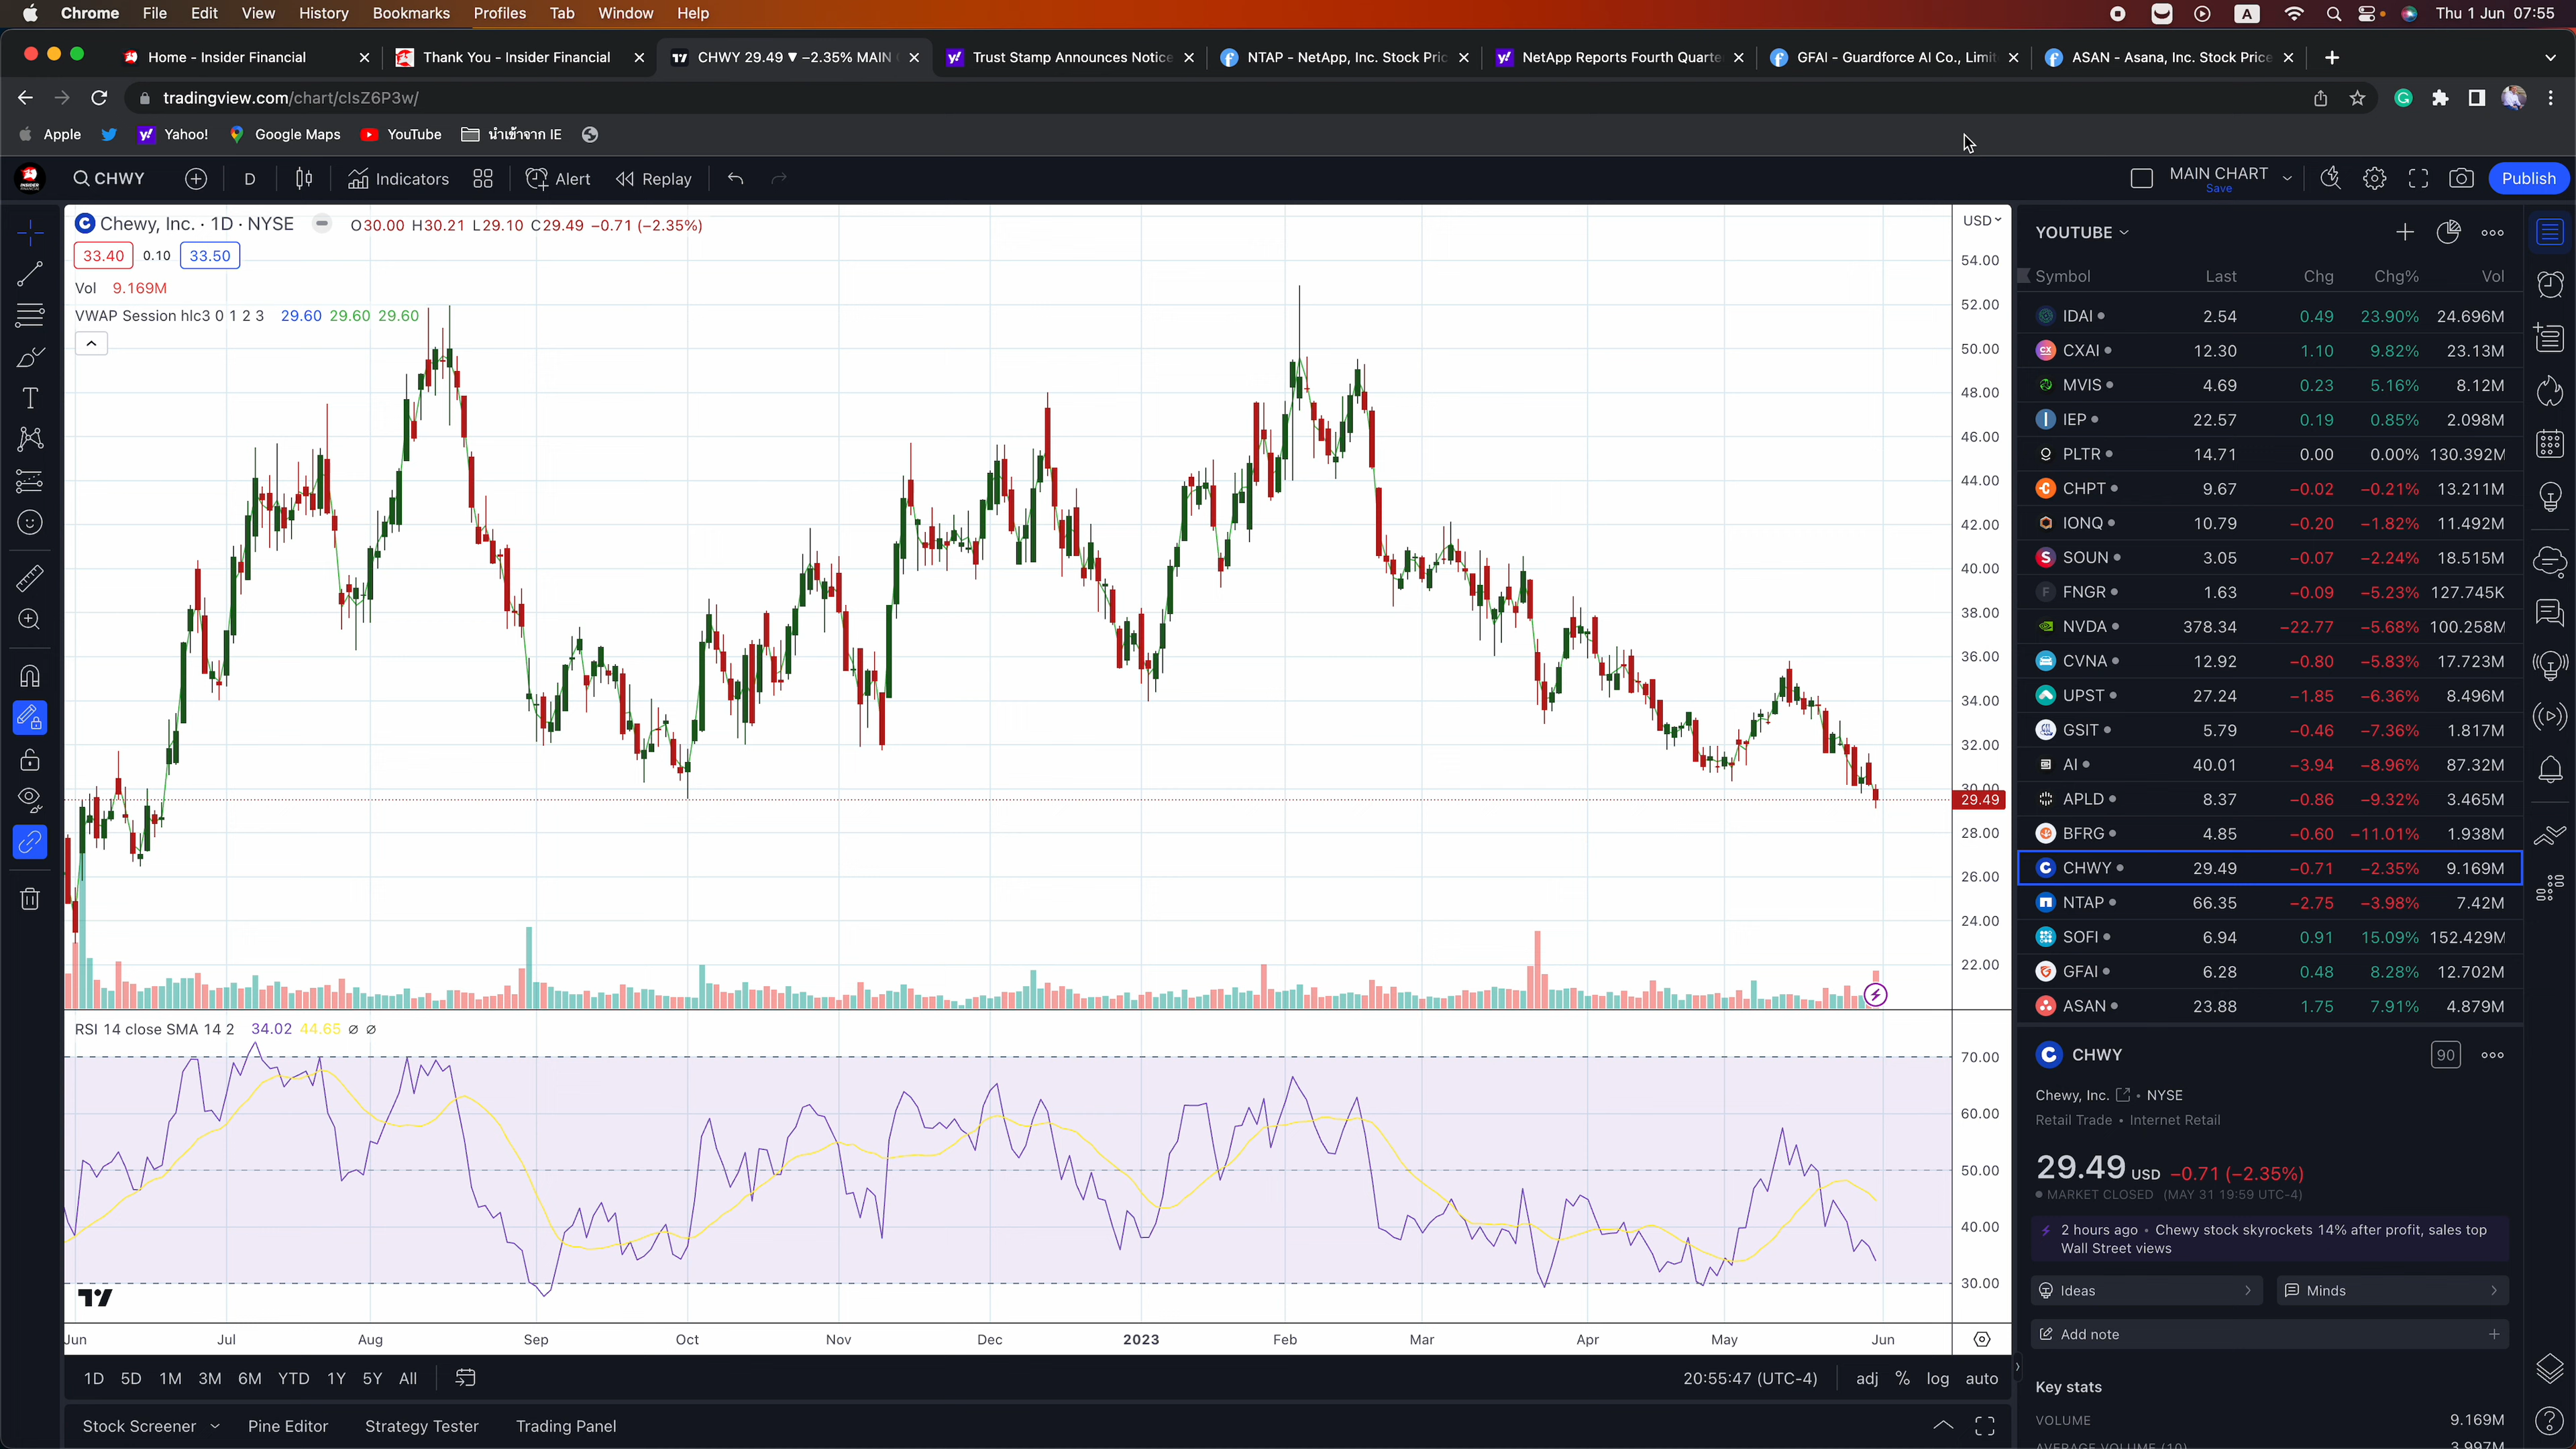 Chrome File Edit View History Bookmarks Profiles Tab Window Help A Thu 1 Jun 07:55
Home - Insider Financial Thank You - Insider Financial CHWY 29.49 ▼ −2.35% MAIN Trust Stamp Announces Notice NTAP - NetApp, Inc. Stock Pric NetApp Reports Fourth Quarte GFAI - Guardforce AI Co., Limit ASAN - Asana, Inc. Stock Price
tradingview.com/chart/clsZ6P3w/
Apple Yahoo! Google Maps YouTube นำเข้าจาก IE
CHWY D Indicators Alert Replay MAIN CHART Save Publish
Chewy, Inc. · 1D · NYSE O30.00 H30.21 L29.10 C29.49 −0.71 (−2.35%)
33.40 0.10 33.50
Vol 9.169M
VWAP Session hlc3 0 1 2 3 29.60 29.60 29.60
USD
54.00
52.00
50.00
48.00
46.00
44.00
42.00
40.00
38.00
36.00
34.00
32.00
30.00
29.49
28.00
26.00
24.00
22.00
RSI 14 close SMA 14 2 34.02 44.65 ∅ ∅
70.00
60.00
50.00
40.00
30.00
Jun Jul Aug Sep Oct Nov Dec 2023 Feb Mar Apr May Jun
1D 5D 1M 3M 6M YTD 1Y 5Y All 20:55:47 (UTC-4) adj % log auto
Stock Screener Pine Editor Strategy Tester Trading Panel
YOUTUBE
Symbol Last Chg Chg% Vol
IDAI 2.54 0.49 23.90% 24.696M
CXAI 12.30 1.10 9.82% 23.13M
MVIS 4.69 0.23 5.16% 8.12M
IEP 22.57 0.19 0.85% 2.098M
PLTR 14.71 0.00 0.00% 130.392M
CHPT 9.67 −0.02 −0.21% 13.211M
IONQ 10.79 −0.20 −1.82% 11.492M
SOUN 3.05 −0.07 −2.24% 18.515M
FNGR 1.63 −0.09 −5.23% 127.745K
NVDA 378.34 −22.77 −5.68% 100.258M
CVNA 12.92 −0.80 −5.83% 17.723M
UPST 27.24 −1.85 −6.36% 8.496M
GSIT 5.79 −0.46 −7.36% 1.817M
AI 40.01 −3.94 −8.96% 87.32M
APLD 8.37 −0.86 −9.32% 3.465M
BFRG 4.85 −0.60 −11.01% 1.938M
CHWY 29.49 −0.71 −2.35% 9.169M
NTAP 66.35 −2.75 −3.98% 7.42M
SOFI 6.94 0.91 15.09% 152.429M
GFAI 6.28 0.48 8.28% 12.702M
ASAN 23.88 1.75 7.91% 4.879M
CHWY 90
Chewy, Inc. • NYSE
Retail Trade • Internet Retail
29.49 USD −0.71 (−2.35%)
MARKET CLOSED (MAY 31 19:59 UTC-4)
2 hours ago • Chewy stock skyrockets 14% after profit, sales top
Wall Street views
Ideas Minds
Add note
Key stats
VOLUME 9.169M
AVERAGE VOLUME (10) 3.997M